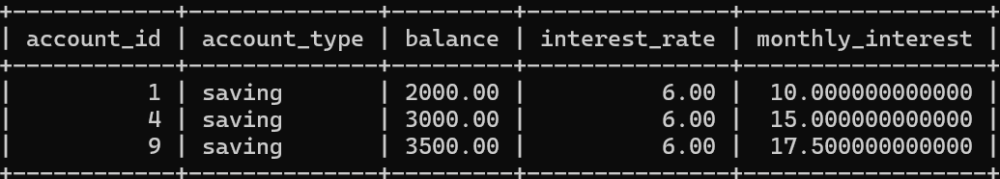 +------------+--------------+---------+---------------+------------------+
| account_id | account_type | balance | interest_rate | monthly_interest |
+------------+--------------+---------+---------------+------------------+
|          1 | saving       | 2000.00 |          6.00 |  10.000000000000 |
|          4 | saving       | 3000.00 |          6.00 |  15.000000000000 |
|          9 | saving       | 3500.00 |          6.00 |  17.500000000000 |
+------------+--------------+---------+---------------+------------------+